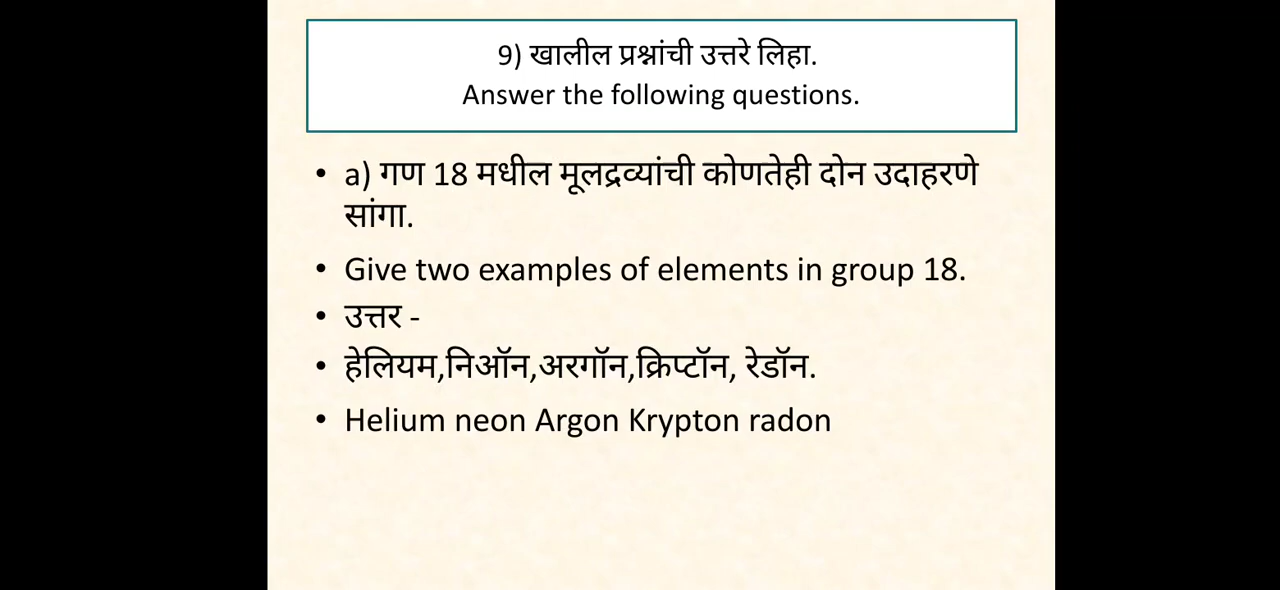 9) खालील प्रश्नांची उत्तरे लिहा.
Answer the following questions.
• a) गण 18 मधील मूलद्रव्यांची कोणतेही दोन उदाहरणे
सांगा.
• Give two examples of elements in group 18.
• उत्तर -
• हेलियम,निऑन,अरगॉन,क्रिप्टॉन, रेडॉन.
• Helium neon Argon Krypton radon